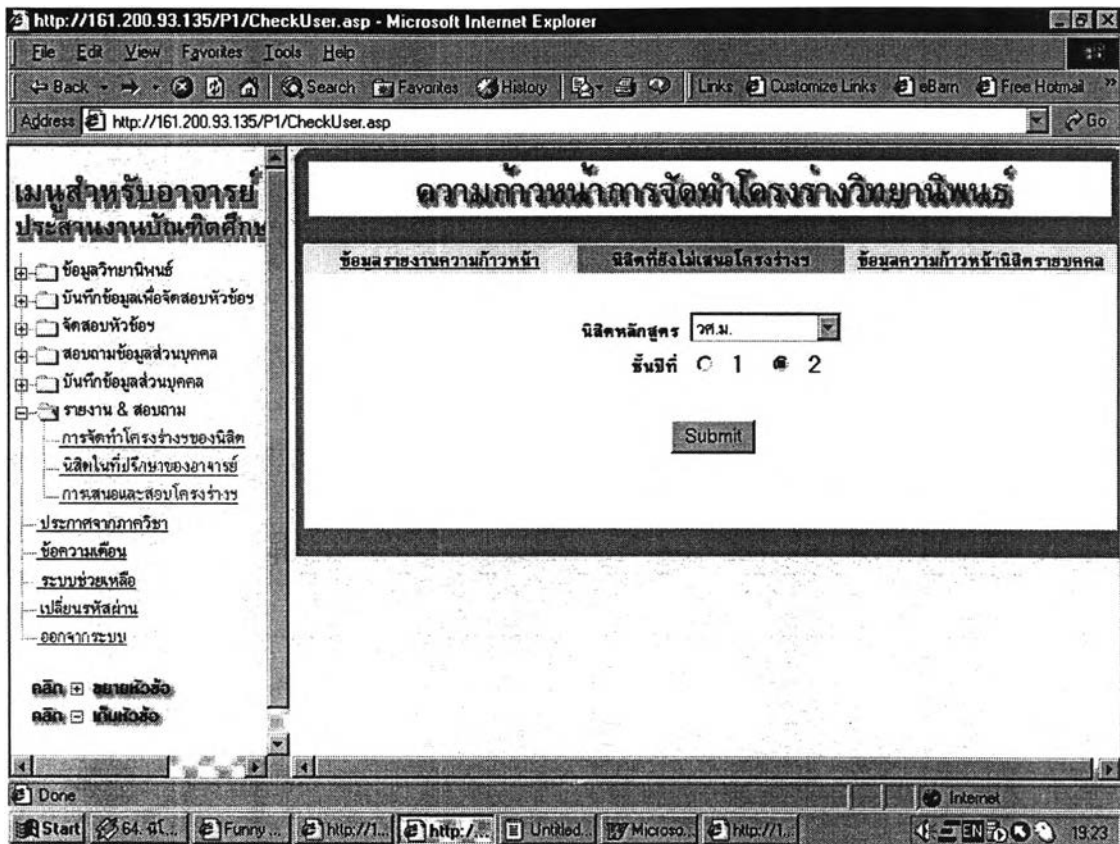 http://161.200.93.135/P1/CheckUser.asp - Microsoft Internet Explorer
File Edit View Favorites Tools Help
Back Search Favorites History Links Customize Links eBarn Free Hotmail »
Address http://161.200.93.135/P1/CheckUser.asp Go
เมนูสำหรับอาจารย์
ประสานงานบัณฑิตศึกษ
ข้อมูลวิทยานิพนธ์
บันทึกข้อมูลเพื่อจัดสอบหัวข้อฯ
จัดสอบหัวข้อฯ
สอบถามข้อมูลส่วนบุคคล
บันทึกข้อมูลส่วนบุคคล
รายงาน & สอบถาม
การจัดทำโครงร่างฯของนิสิต
นิสิตในที่ปรึกษาของอาจารย์
การเสนอและสอบโครงร่างฯ
ประกาศจากภาควิชา
ข้อความเตือน
ระบบช่วยเหลือ
เปลี่ยนรหัสผ่าน
ออกจากระบบ
คลิก ขยายหัวข้อ
คลิก เก็บหัวข้อ
ความก้าวหน้าการจัดทำโครงร่างวิทยานิพนธ์
ข้อมูลรายงานความก้าวหน้า นิสิตที่ยังไม่เสนอโครงร่างฯ ข้อมูลความก้าวหน้านิสิตรายบุคคล
นิสิตหลักสูตร วศ.ม.
ชั้นปีที่ 1 2
Submit
Done Internet
Start Funny ... http://1... http:/... Untitled... Microso... http://1... EN 19:23